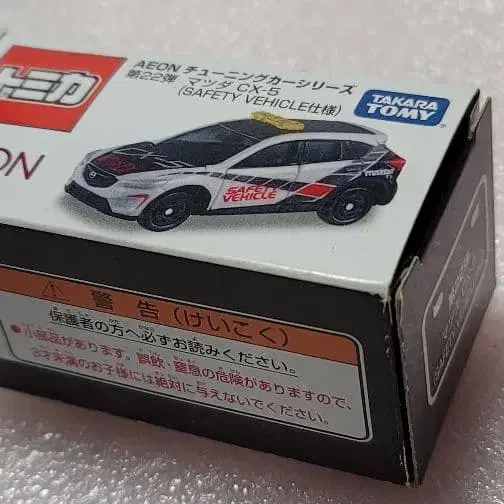 トミカ
AEON チューニングカーシリーズ
第22弾 マツダ CX-5
(SAFETY VEHICLE仕様)
TAKARA
TOMY
SAFETY
VEHICLE
mazda
ON
警告(けいこく)
保護者の方へ必ずお読みください。
●小部品があります。誤飲・窒息の危険がありますので、
3才未満のお子様には絶対に与えないでください。